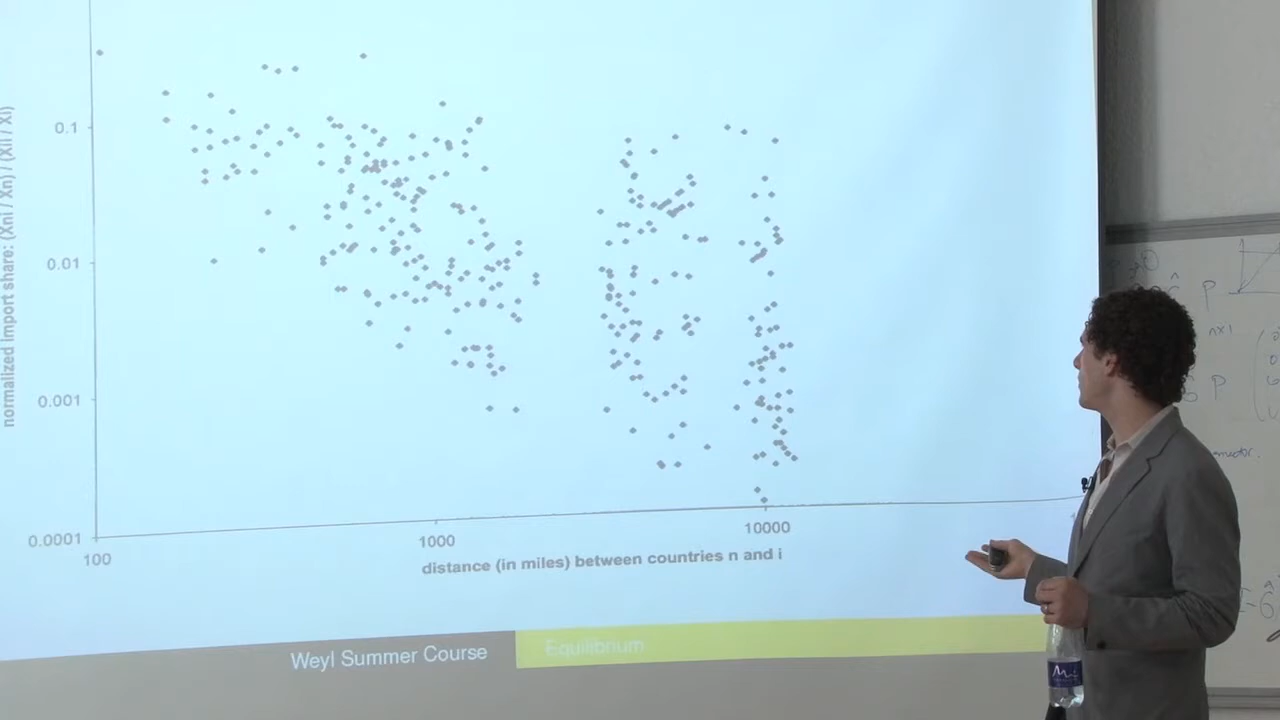 normalized import share: (Xni / Xn) / (Xii / Xi)
0.1
0.01
0.001
0.0001
100
1000
10000
distance (in miles) between countries n and i
Weyl Summer Course
Equilibrium
P
nx1
P